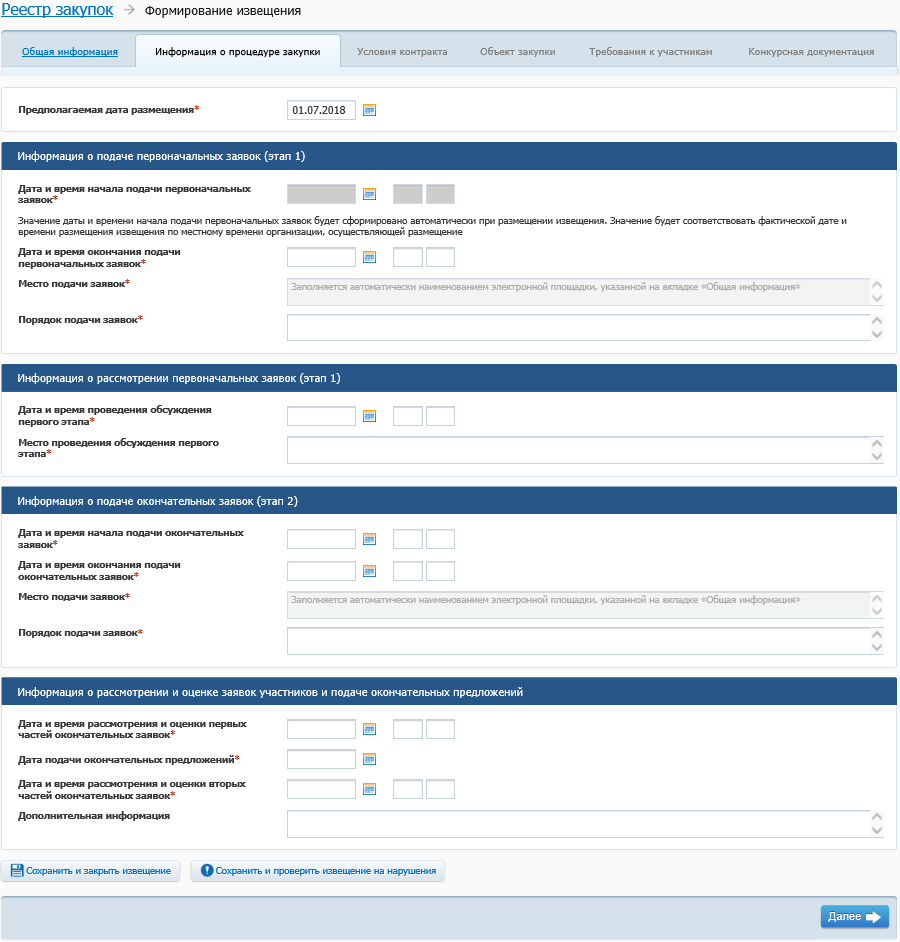 Реестр закупок → Формирование извещения
Общая информация Информация о процедуре закупки Условия контракта Объект закупки Требования к участникам Конкурсная документация
Предполагаемая дата размещения* 01.07.2018
Информация о подаче первоначальных заявок (этап 1)
Дата и время начала подачи первоначальных
заявок*
Значение даты и времени начала подачи первоначальных заявок будет сформировано автоматически при размещении извещения. Значение будет соответствовать фактической дате и
времени размещения извещения по местному времени организации, осуществляющей размещение
Дата и время окончания подачи
первоначальных заявок*
Место подачи заявок* Заполняется автоматически наименованием электронной площадки, указанной на вкладке «Общая информация»
Порядок подачи заявок*
Информация о рассмотрении первоначальных заявок (этап 1)
Дата и время проведения обсуждения
первого этапа*
Место проведения обсуждения первого
этапа*
Информация о подаче окончательных заявок (этап 2)
Дата и время начала подачи окончательных
заявок*
Дата и время окончания подачи
окончательных заявок*
Место подачи заявок* Заполняется автоматически наименованием электронной площадки, указанной на вкладке «Общая информация»
Порядок подачи заявок*
Информация о рассмотрении и оценке заявок участников и подаче окончательных предложений
Дата и время рассмотрения и оценки первых
частей окончательных заявок*
Дата подачи окончательных предложений*
Дата и время рассмотрения и оценки вторых
частей окончательных заявок*
Дополнительная информация
Сохранить и закрыть извещение Сохранить и проверить извещение на нарушения
Далее